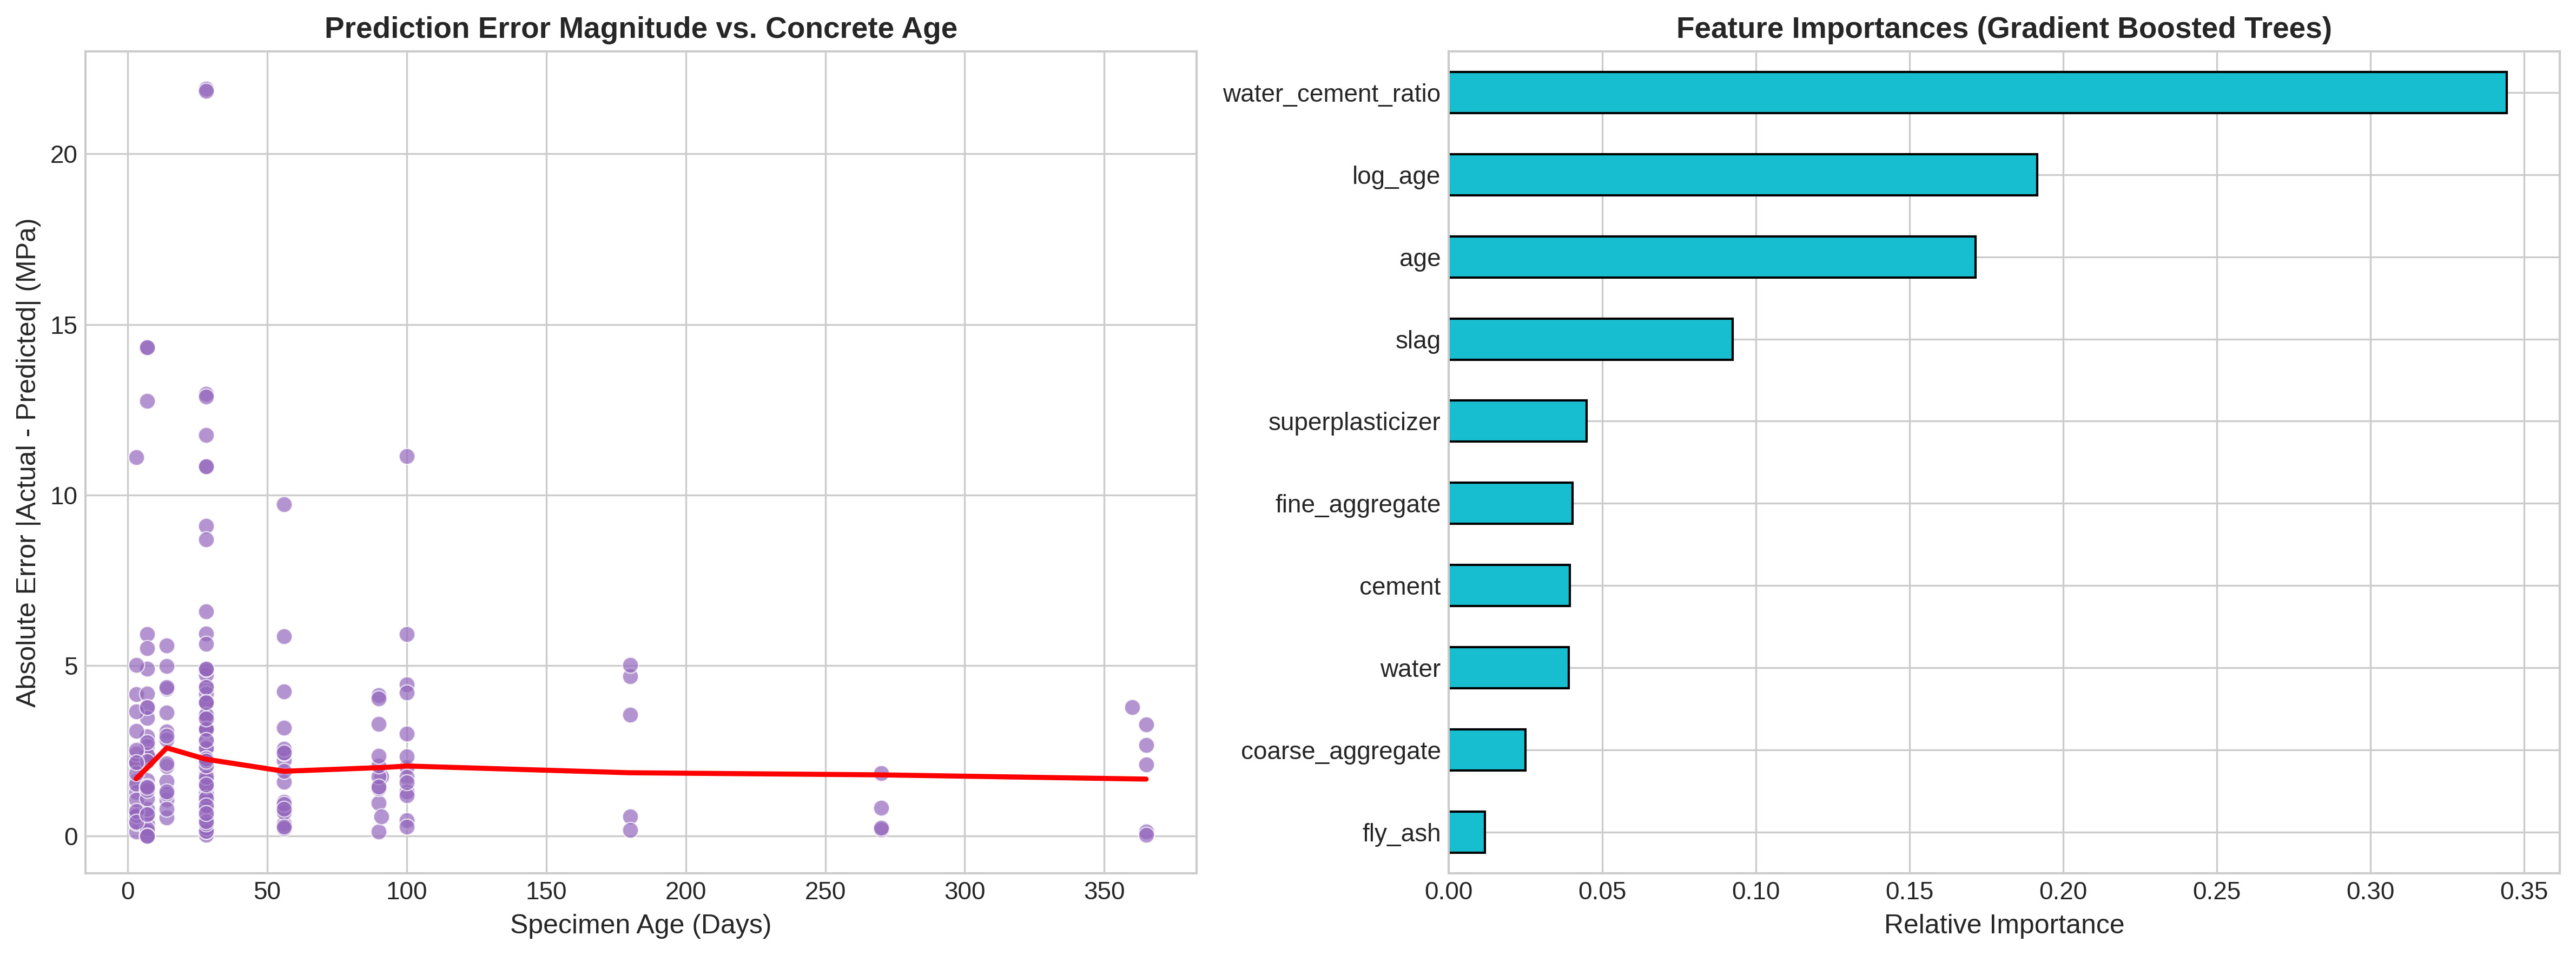 Prediction Error Magnitude vs. Concrete Age
Absolute Error |Actual - Predicted| (MPa)
20
15
10
5
0
0 50 100 150 200 250 300 350
Specimen Age (Days)
Feature Importances (Gradient Boosted Trees)
water_cement_ratio
log_age
age
slag
superplasticizer
fine_aggregate
cement
water
coarse_aggregate
fly_ash
0.00 0.05 0.10 0.15 0.20 0.25 0.30 0.35
Relative Importance